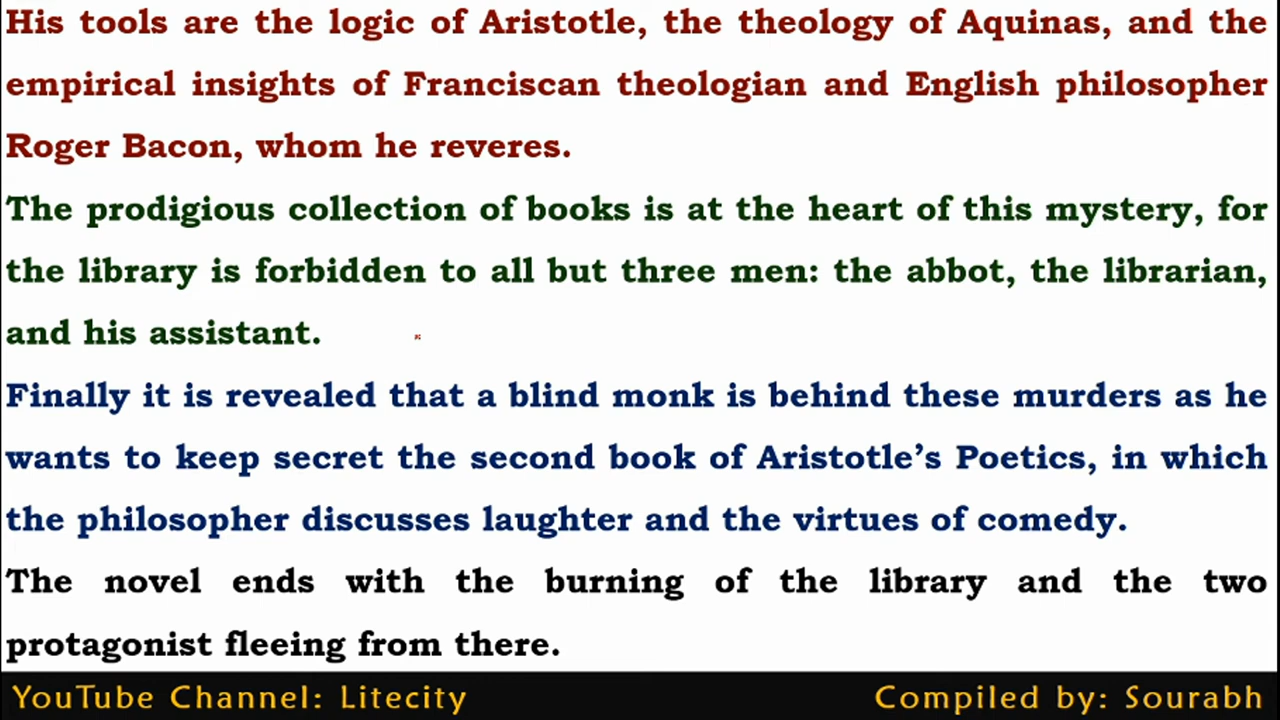 His tools are the logic of Aristotle, the theology of Aquinas, and the
empirical insights of Franciscan theologian and English philosopher
Roger Bacon, whom he reveres.
The prodigious collection of books is at the heart of this mystery, for
the library is forbidden to all but three men: the abbot, the librarian,
and his assistant.
Finally it is revealed that a blind monk is behind these murders as he
wants to keep secret the second book of Aristotle’s Poetics, in which
the philosopher discusses laughter and the virtues of comedy.
The novel ends with the burning of the library and the two
protagonist fleeing from there.
YouTube Channel: Litecity
Compiled by: Sourabh